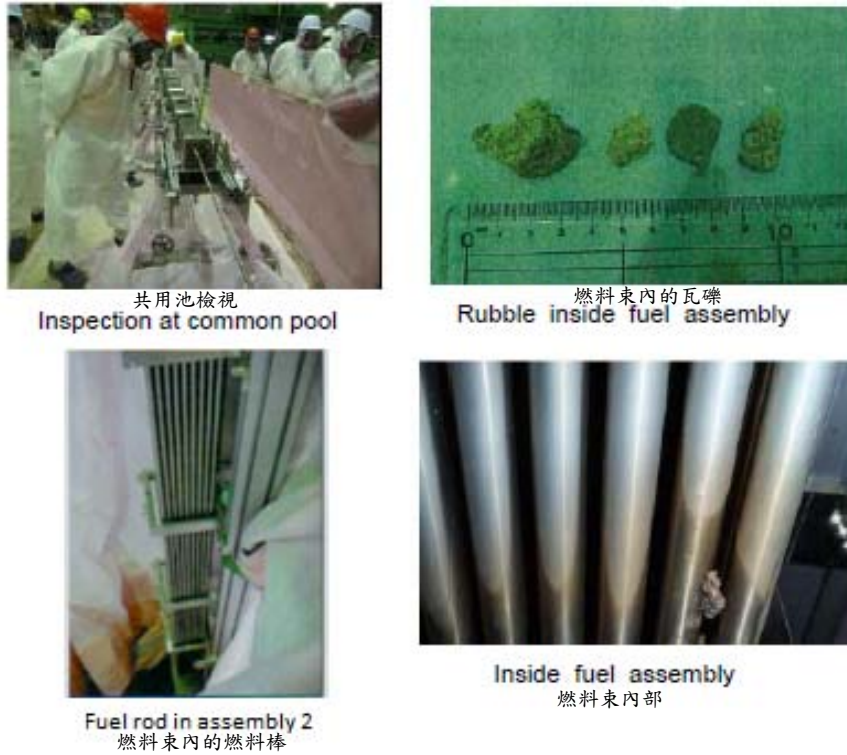 共用池檢視
Inspection at common pool
燃料束內的瓦礫
Rubble inside fuel assembly
0
10
Fuel rod in assembly 2
燃料束內的燃料棒
Inside fuel assembly
燃料束內部